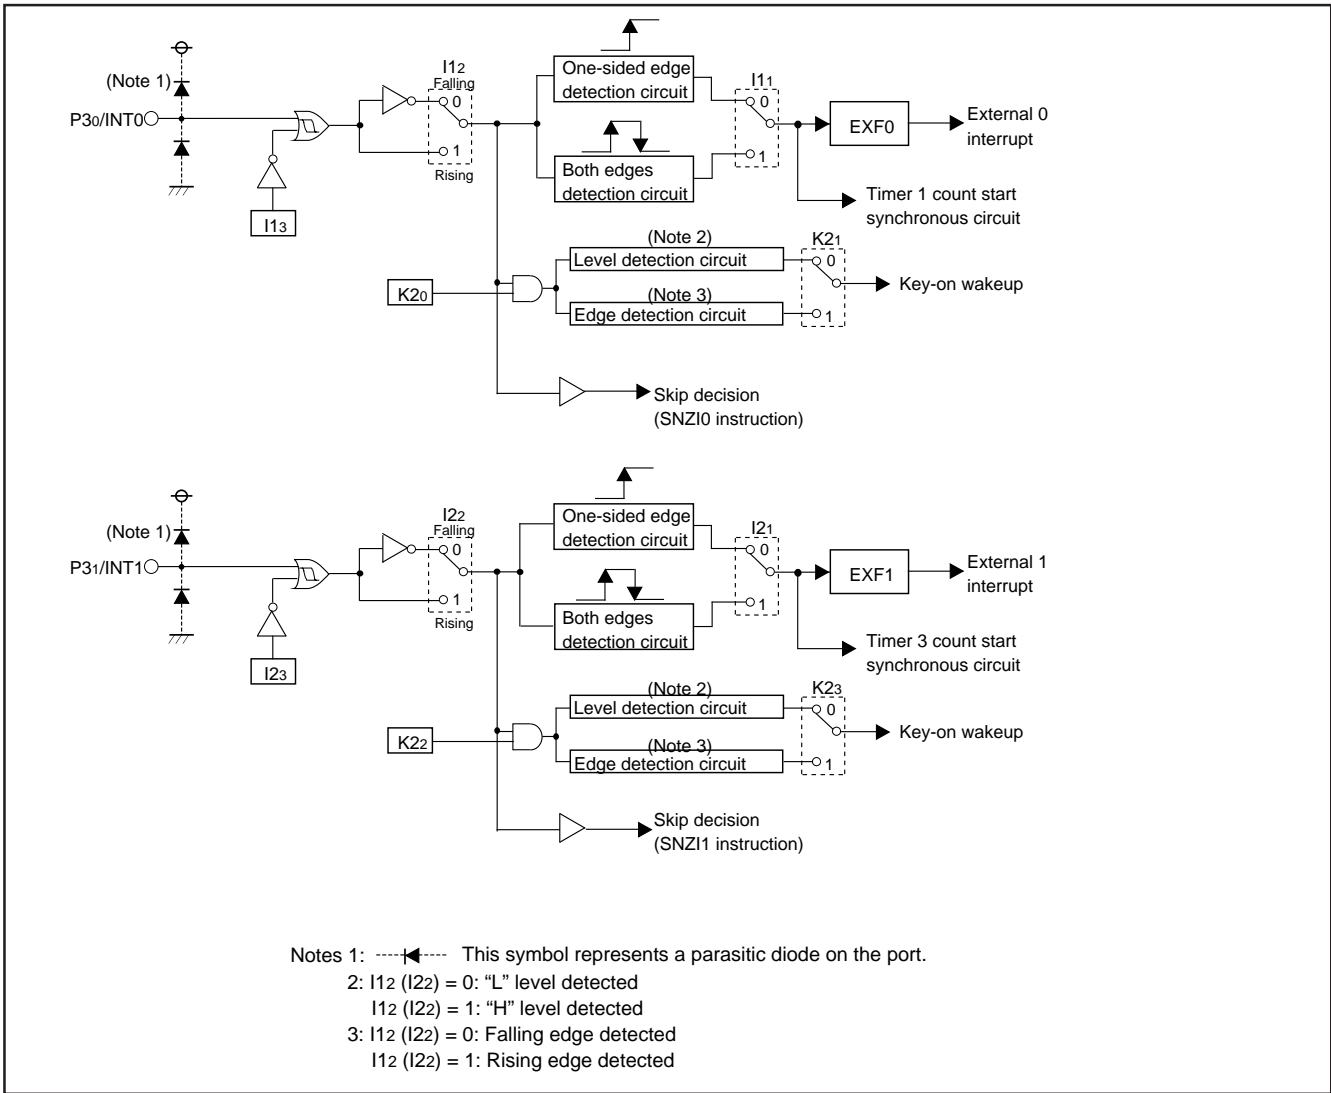 (Note 1)
P30/INT0
I13
I12
Falling
0
1
Rising
One-sided edge
detection circuit
Both edges
detection circuit
I11
0
1
EXF0
External 0
interrupt
Timer 1 count start
synchronous circuit
K20
(Note 2)
Level detection circuit
(Note 3)
Edge detection circuit
K21
0
1
Key-on wakeup
Skip decision
(SNZI0 instruction)
(Note 1)
P31/INT1
I23
I22
Falling
0
1
Rising
One-sided edge
detection circuit
Both edges
detection circuit
I21
0
1
EXF1
External 1
interrupt
Timer 3 count start
synchronous circuit
K22
(Note 2)
Level detection circuit
(Note 3)
Edge detection circuit
K23
0
1
Key-on wakeup
Skip decision
(SNZI1 instruction)
Notes 1: This symbol represents a parasitic diode on the port.
2: I12 (I22) = 0: “L” level detected
I12 (I22) = 1: “H” level detected
3: I12 (I22) = 0: Falling edge detected
I12 (I22) = 1: Rising edge detected